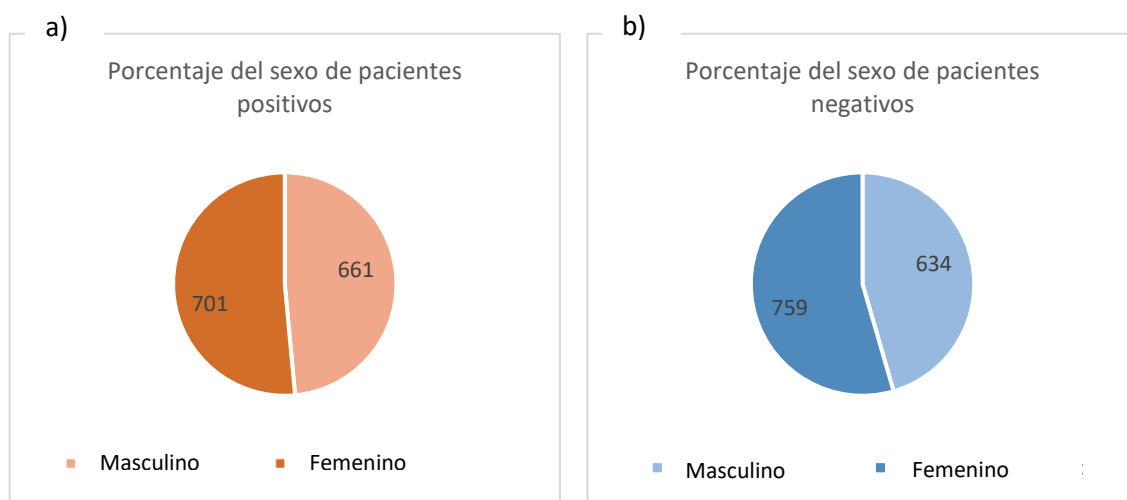 a)
Porcentaje del sexo de pacientes
positivos
661
701
Masculino Femenino
b)
Porcentaje del sexo de pacientes
negativos
634
759
Masculino Femenino :